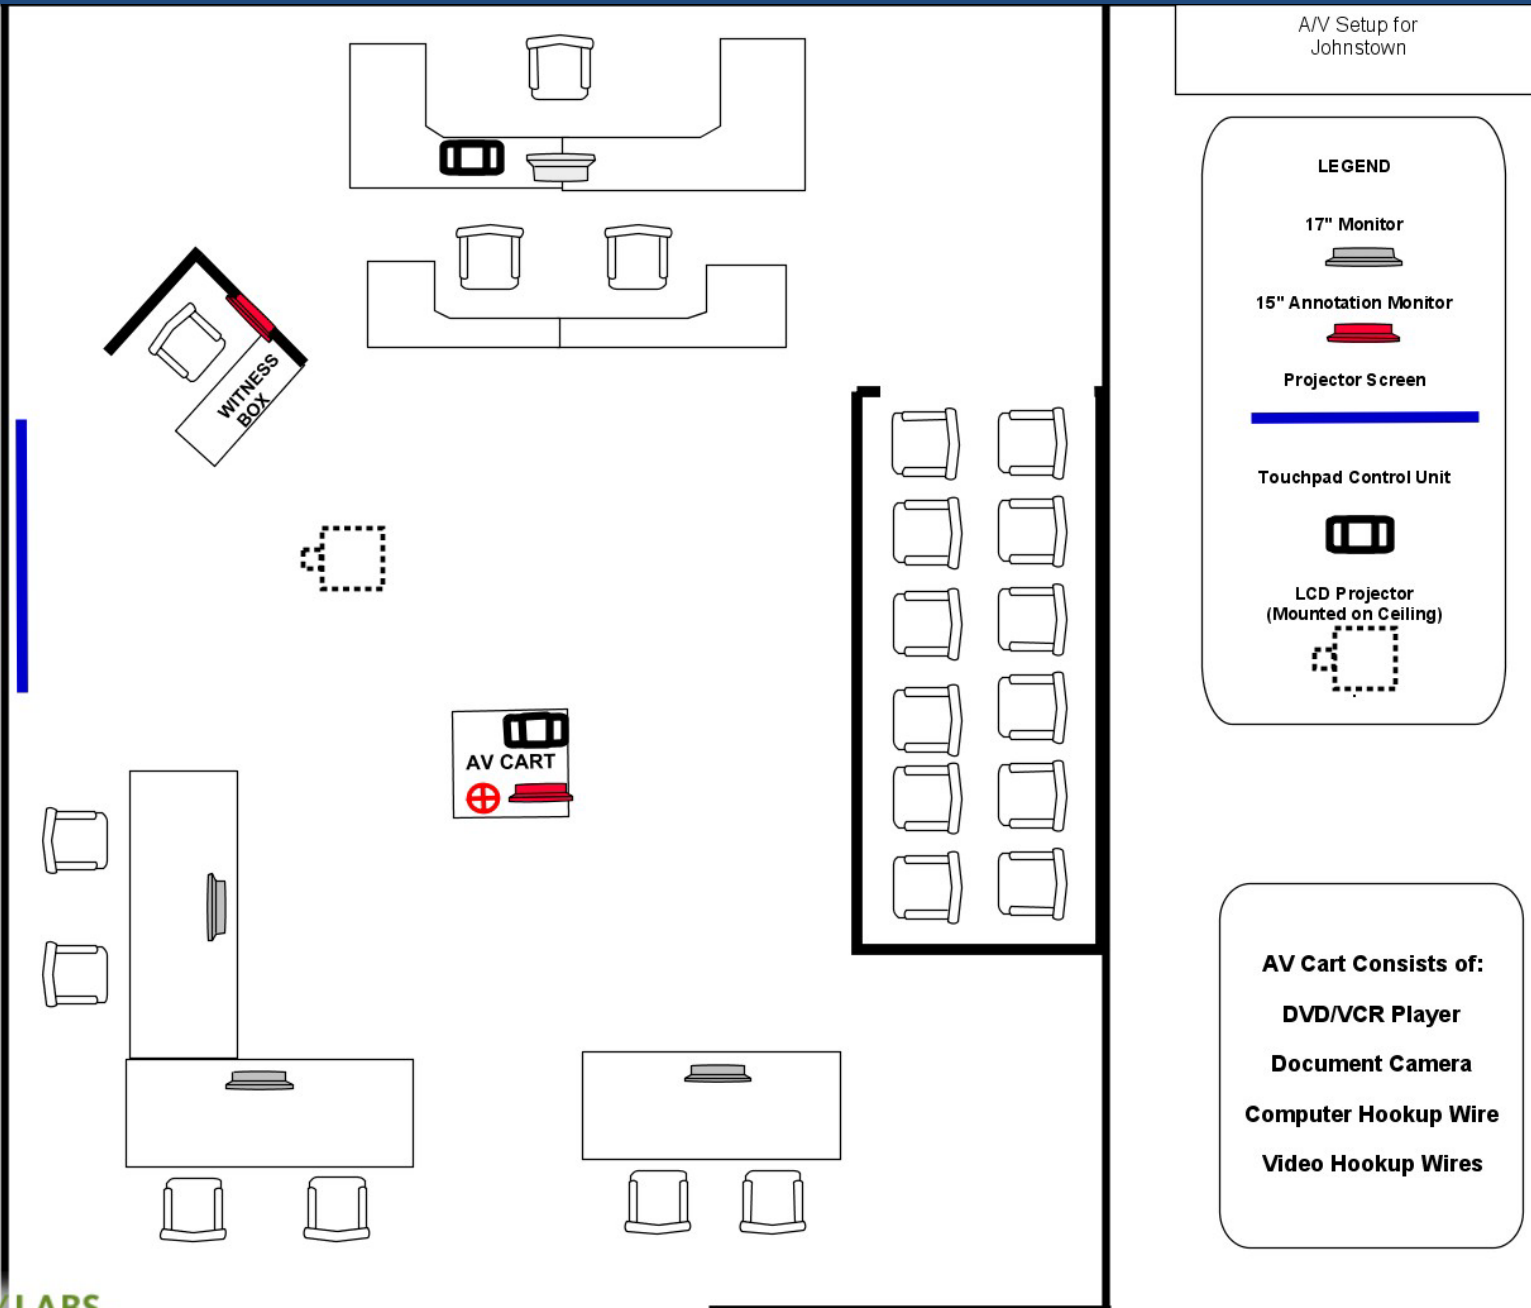 A/V Setup for
Johnstown
LEGEND
17" Monitor
15" Annotation Monitor
Projector Screen
Touchpad Control Unit
LCD Projector
(Mounted on Ceiling)
WITNESS
BOX
AV CART
AV Cart Consists of:
DVD/VCR Player
Document Camera
Computer Hookup Wire
Video Hookup Wires
LABS